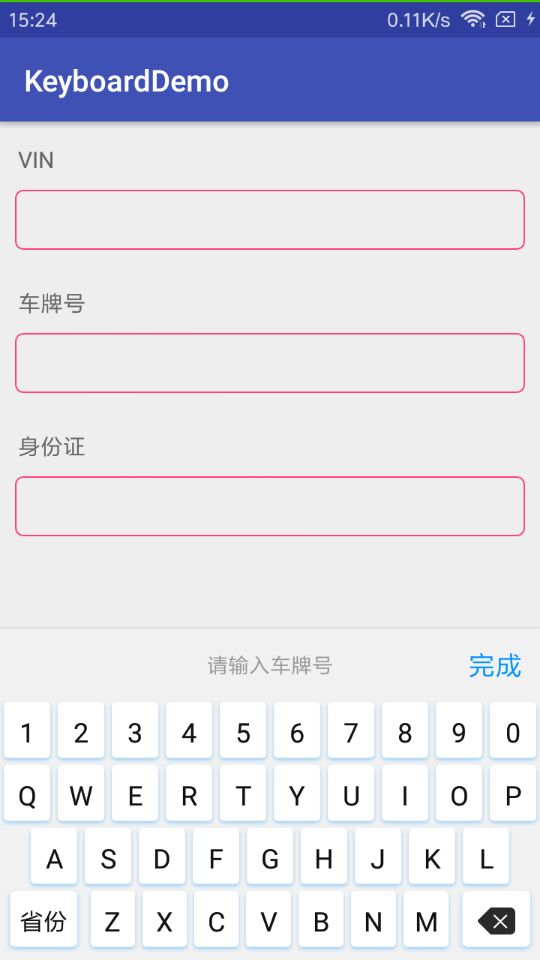 15:24 0.11K/s
KeyboardDemo
VIN
车牌号
身份证
请输入车牌号 完成
1 2 3 4 5 6 7 8 9 0
Q W E R T Y U I O P
A S D F G H J K L
省份 Z X C V B N M